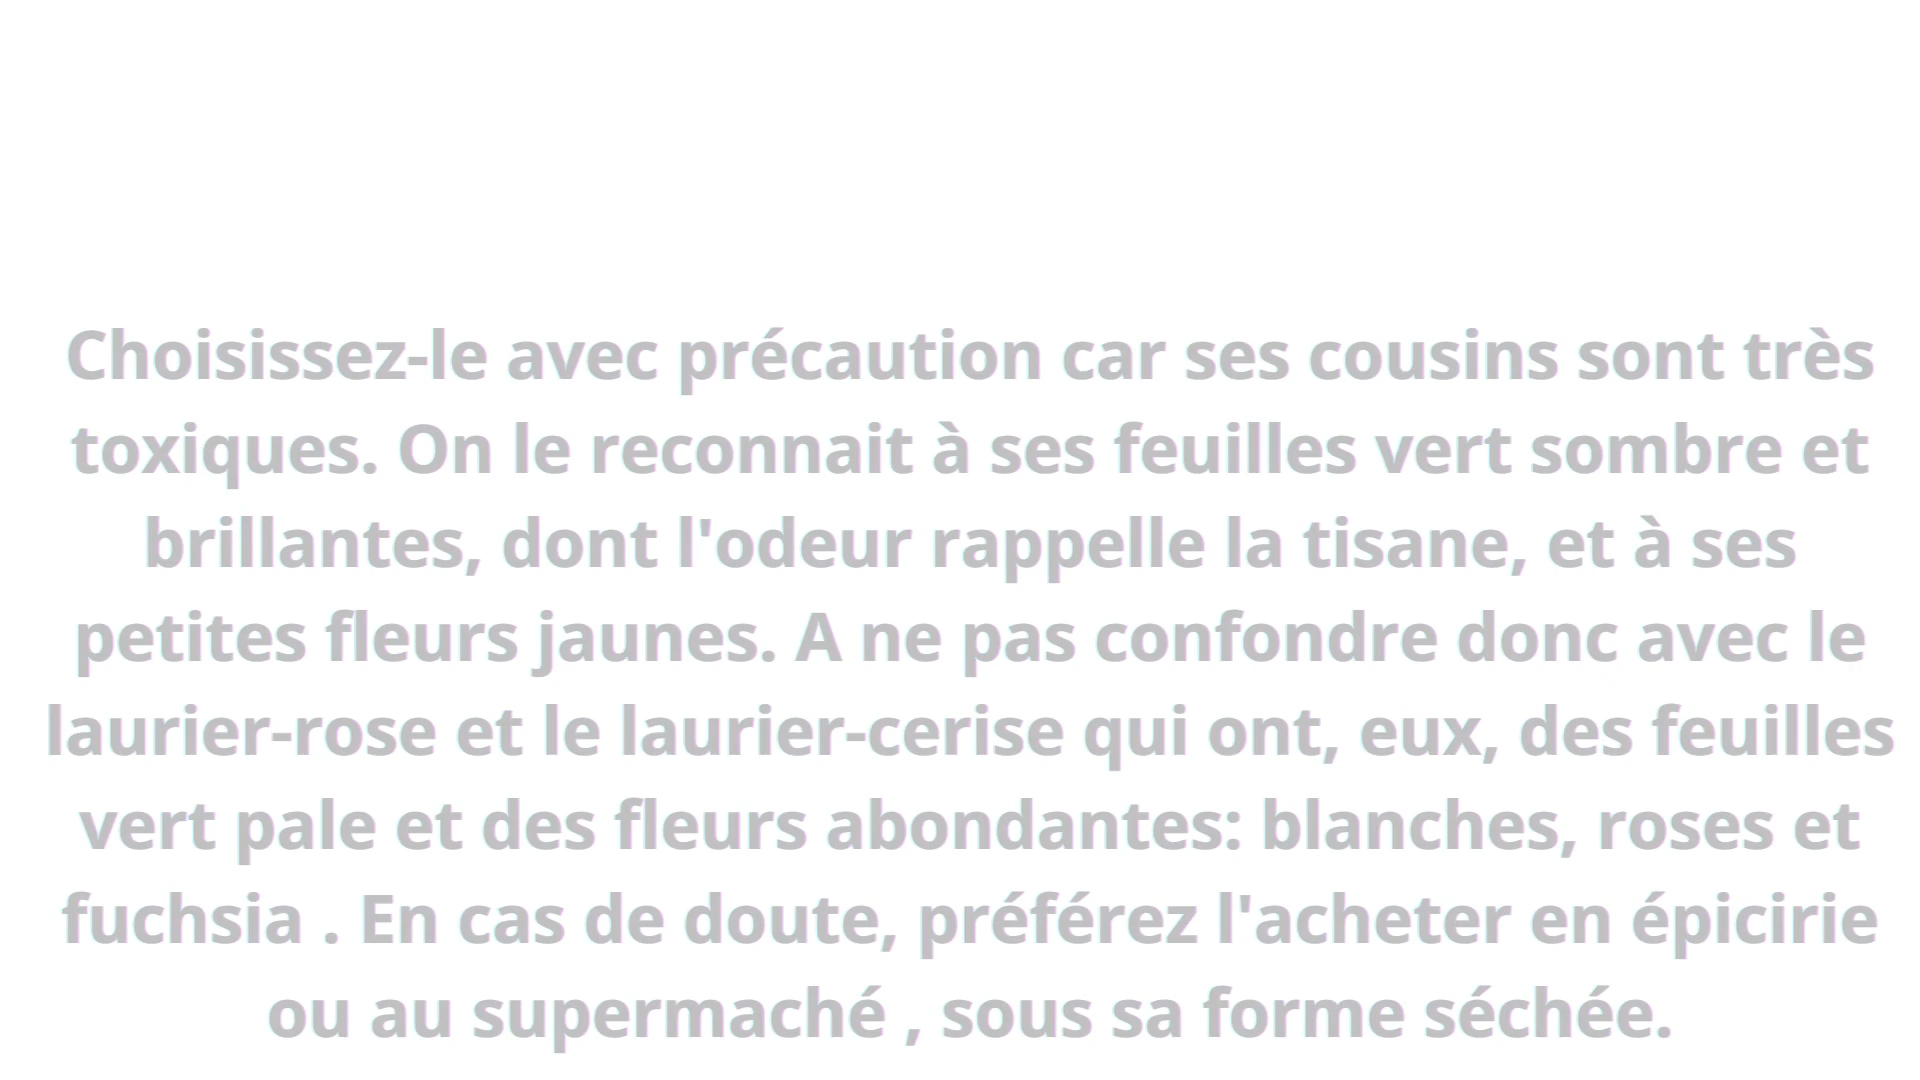 Choisissez-le avec précaution car ses cousins sont très
toxiques. On le reconnait à ses feuilles vert sombre et
brillantes, dont l'odeur rappelle la tisane, et à ses
petites fleurs jaunes. A ne pas confondre donc avec le
laurier-rose et le laurier-cerise qui ont, eux, des feuilles
vert pale et des fleurs abondantes: blanches, roses et
fuchsia . En cas de doute, préférez l'acheter en épicirie
ou au supermaché , sous sa forme séchée.